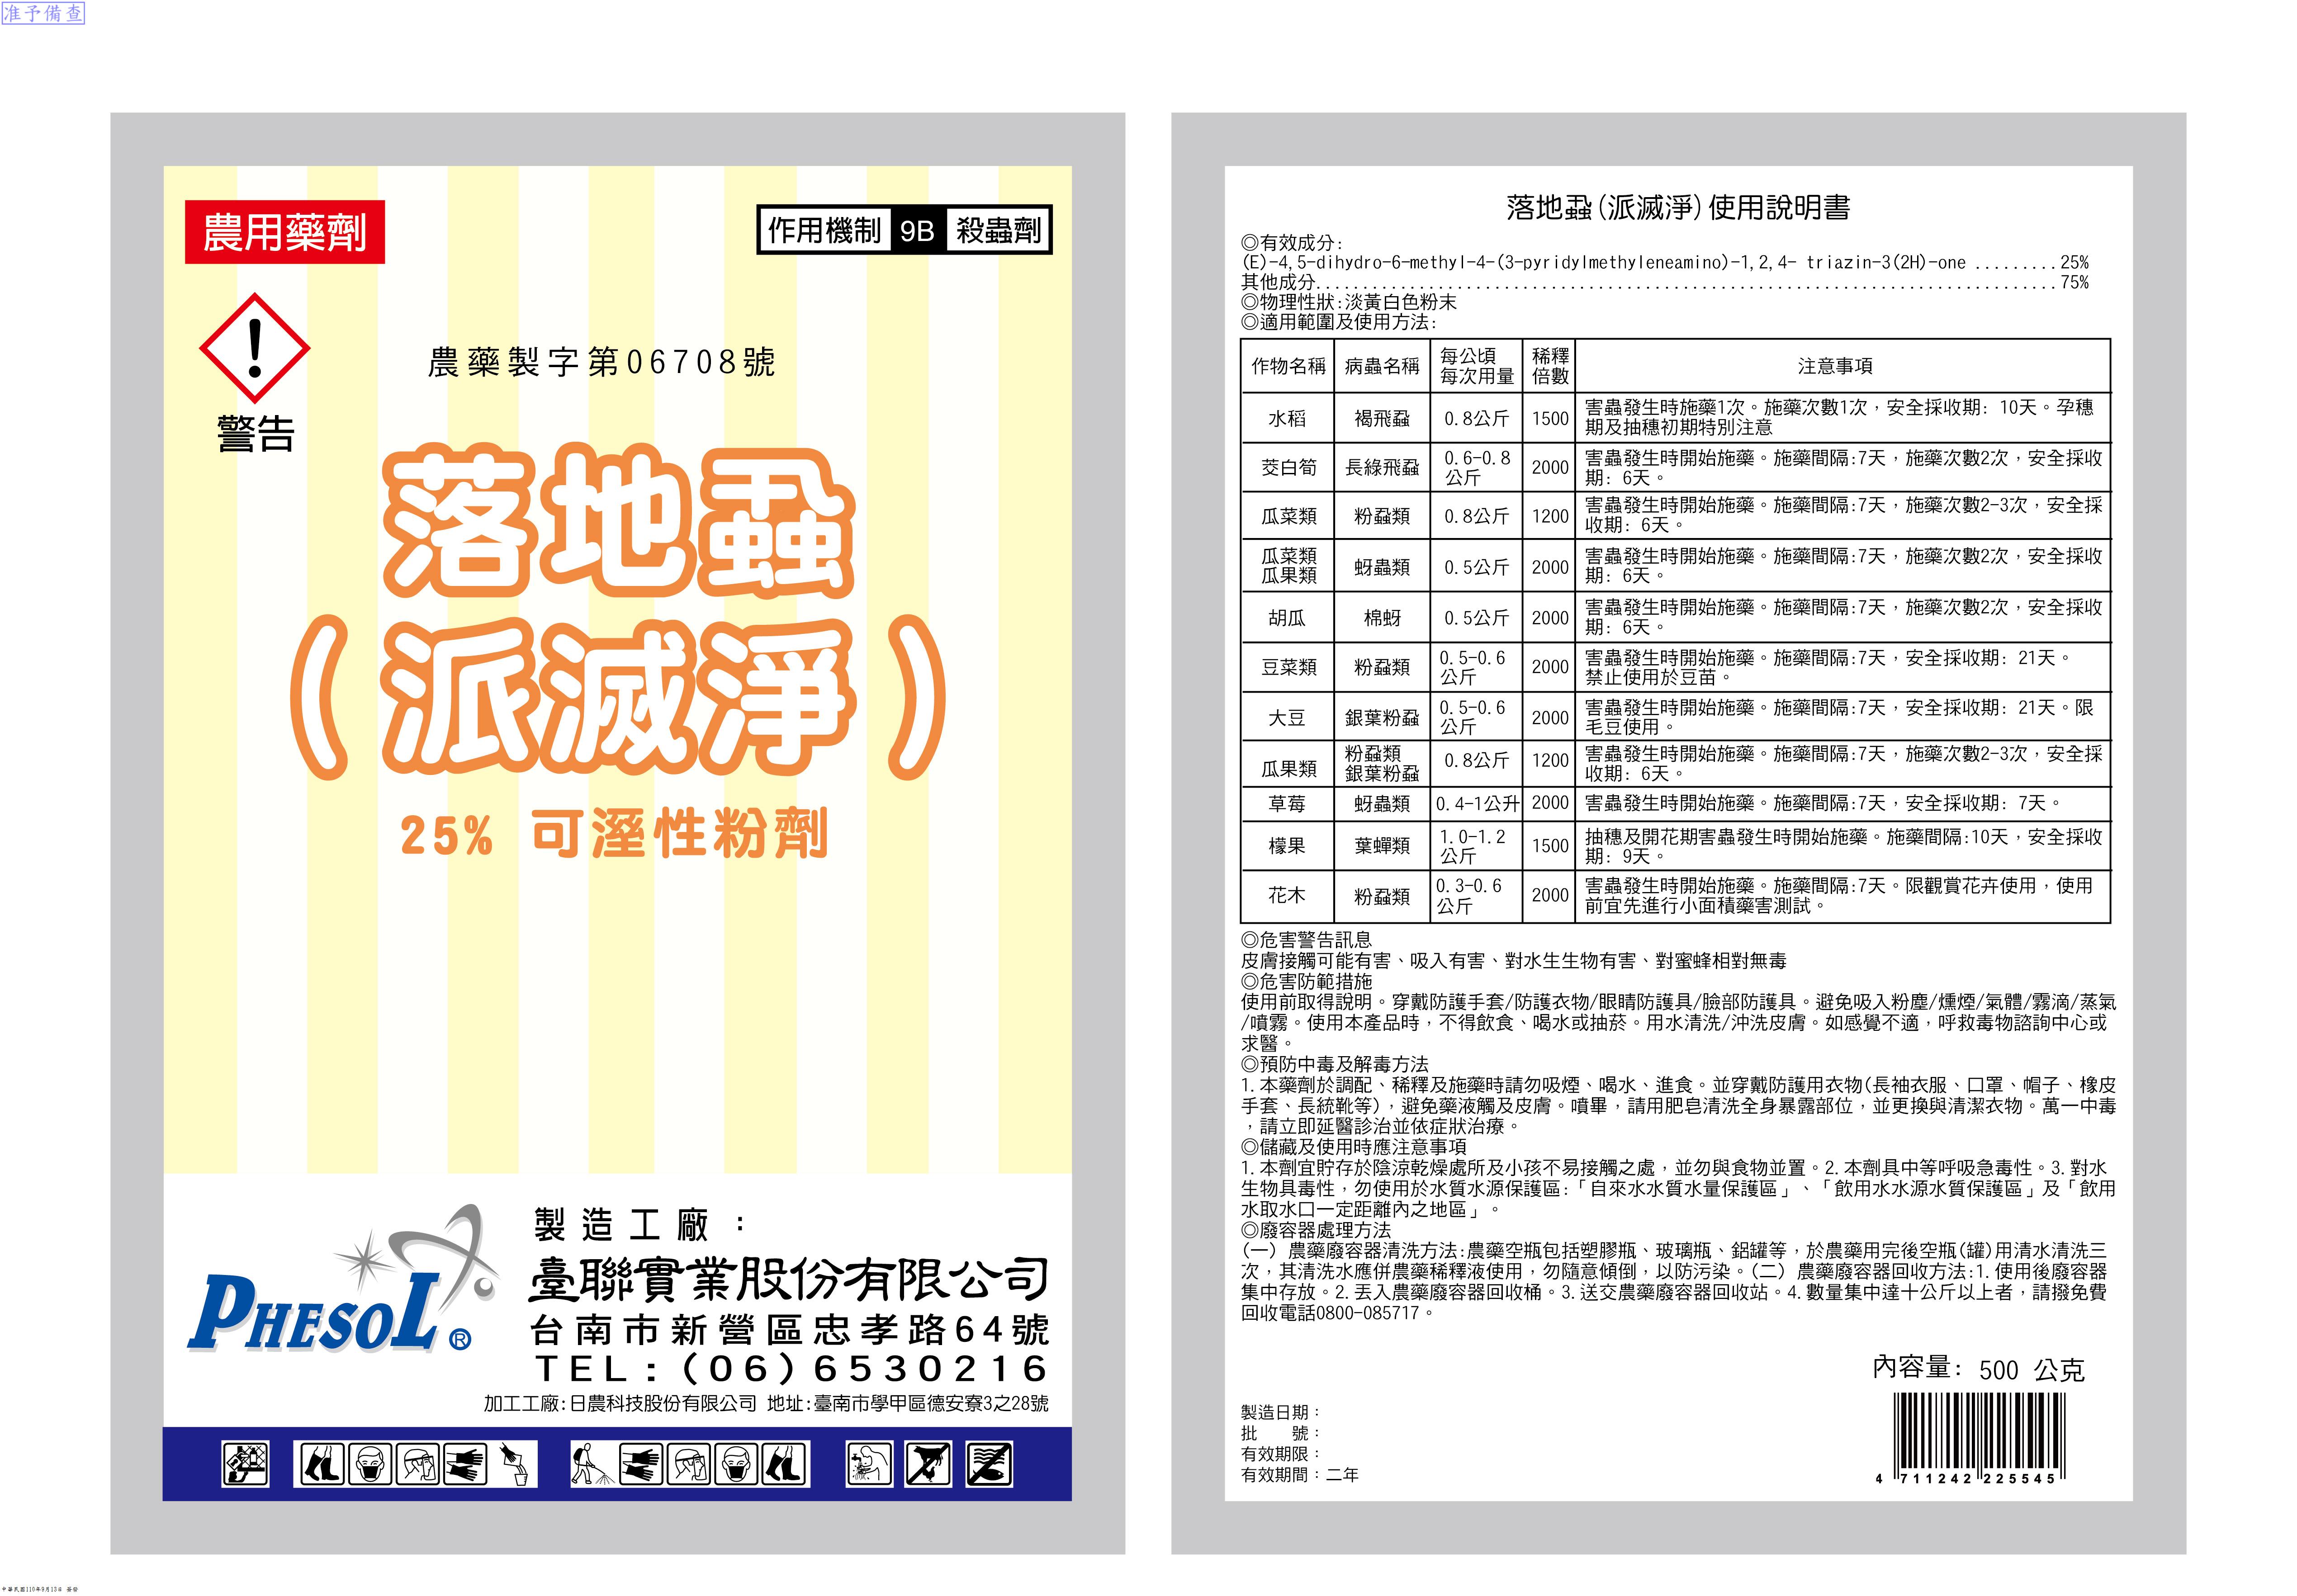 准予備查
農用藥劑
作用機制 9B 殺蟲劑
警告
農藥製字第06708號
落地蝨
(派滅淨)
25% 可溼性粉劑
PHESOL®
製造工廠：
臺聯實業股份有限公司
台南市新營區忠孝路64號
TEL:(06)6530216
加工工廠:日農科技股份有限公司 地址:臺南市學甲區德安寮3之28號
落地蝨(派滅淨)使用說明書
◎有效成分:
(E)-4,5-dihydro-6-methyl-4-(3-pyridylmethyleneamino)-1,2,4- triazin-3(2H)-one .........25%
其他成分................................................................................75%
◎物理性狀:淡黃白色粉末
◎適用範圍及使用方法:
作物名稱 病蟲名稱 每公頃每次用量 稀釋倍數 注意事項
水稻 褐飛蝨 0.8公斤 1500 害蟲發生時施藥1次。施藥次數1次，安全採收期: 10天。孕穗
期及抽穗初期特別注意
茭白筍 長綠飛蝨 0.6-0.8公斤 2000 害蟲發生時開始施藥。施藥間隔:7天，施藥次數2次，安全採收
期: 6天。
瓜菜類 粉蝨類 0.8公斤 1200 害蟲發生時開始施藥。施藥間隔:7天，施藥次數2-3次，安全採
收期: 6天。
瓜菜類瓜果類 蚜蟲類 0.5公斤 2000 害蟲發生時開始施藥。施藥間隔:7天，施藥次數2次，安全採收
期: 6天。
胡瓜 棉蚜 0.5公斤 2000 害蟲發生時開始施藥。施藥間隔:7天，施藥次數2次，安全採收
期: 6天。
豆菜類 粉蝨類 0.5-0.6公斤 2000 害蟲發生時開始施藥。施藥間隔:7天，安全採收期: 21天。
禁止使用於豆苗。
大豆 銀葉粉蝨 0.5-0.6公斤 2000 害蟲發生時開始施藥。施藥間隔:7天，安全採收期: 21天。限
毛豆使用。
瓜果類 粉蝨類銀葉粉蝨 0.8公斤 1200 害蟲發生時開始施藥。施藥間隔:7天，施藥次數2-3次，安全採
收期: 6天。
草莓 蚜蟲類 0.4-1公升 2000 害蟲發生時開始施藥。施藥間隔:7天，安全採收期: 7天。
檬果 葉蟬類 1.0-1.2公斤 1500 抽穗及開花期害蟲發生時開始施藥。施藥間隔:10天，安全採收
期: 9天。
花木 粉蝨類 0.3-0.6公斤 2000 害蟲發生時開始施藥。施藥間隔:7天。限觀賞花卉使用，使用
前宜先進行小面積藥害測試。
◎危害警告訊息
皮膚接觸可能有害、吸入有害、對水生生物有害、對蜜蜂相對無毒
◎危害防範措施
使用前取得說明。穿戴防護手套/防護衣物/眼睛防護具/臉部防護具。避免吸入粉塵/燻煙/氣體/霧滴/蒸氣
/噴霧。使用本產品時，不得飲食、喝水或抽菸。用水清洗/沖洗皮膚。如感覺不適，呼救毒物諮詢中心或
求醫。
◎預防中毒及解毒方法
1.本藥劑於調配、稀釋及施藥時請勿吸煙、喝水、進食。並穿戴防護用衣物(長袖衣服、口罩、帽子、橡皮
手套、長統靴等)，避免藥液觸及皮膚。噴畢，請用肥皂清洗全身暴露部位，並更換與清潔衣物。萬一中毒
，請立即延醫診治並依症狀治療。
◎儲藏及使用時應注意事項
1.本劑宜貯存於陰涼乾燥處所及小孩不易接觸之處，並勿與食物並置。2.本劑具中等呼吸急毒性。3.對水
生物具毒性，勿使用於水質水源保護區:「自來水水質水量保護區」、「飲用水水源水質保護區」及「飲用
水取水口一定距離內之地區」。
◎廢容器處理方法
(一) 農藥廢容器清洗方法:農藥空瓶包括塑膠瓶、玻璃瓶、鋁罐等，於農藥用完後空瓶(罐)用清水清洗三
次，其清洗水應併農藥稀釋液使用，勿隨意傾倒，以防污染。(二) 農藥廢容器回收方法:1.使用後廢容器
集中存放。2.丟入農藥廢容器回收桶。3.送交農藥廢容器回收站。4.數量集中達十公斤以上者，請撥免費
回收電話0800-085717。
內容量: 500 公克
製造日期：
批　　號：
有效期限：
有效期間：二年
4 711242 225545
中華民國110年9月13日 簽發